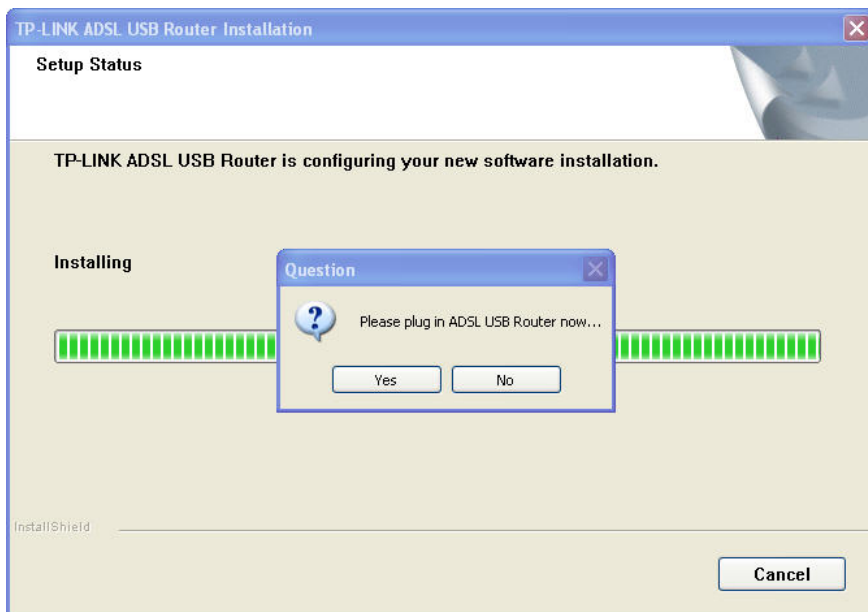 TP-LINK ADSL USB Router Installation
Setup Status
TP-LINK ADSL USB Router is configuring your new software installation.
Installing
Question
Please plug in ADSL USB Router now...
Yes No
InstallShield
Cancel